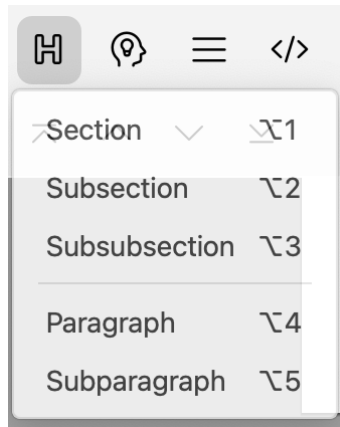 Section ⌥1
Subsection ⌥2
Subsubsection ⌥3
Paragraph ⌥4
Subparagraph ⌥5